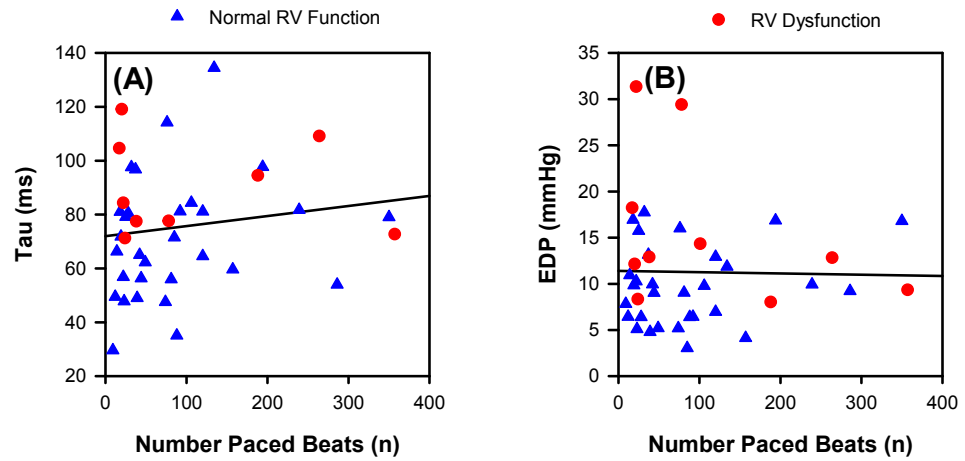 Normal RV Function
RV Dysfunction
(A)
Tau (ms)
140
120
100
80
60
40
20
0 100 200 300 400
Number Paced Beats (n)
(B)
EDP (mmHg)
35
30
25
20
15
10
5
0
0 100 200 300 400
Number Paced Beats (n)